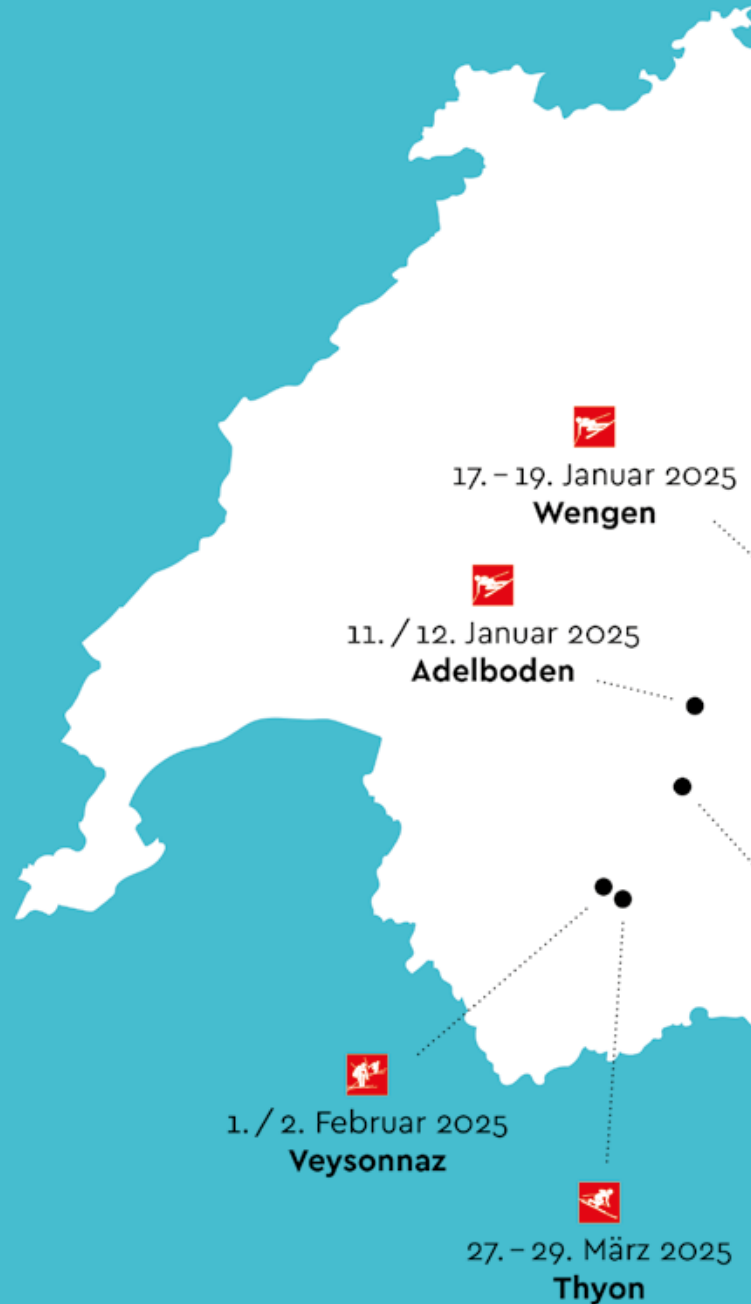 17. – 19. Januar 2025
Wengen
11. / 12. Januar 2025
Adelboden
1. / 2. Februar 2025
Veysonnaz
27. – 29. März 2025
Thyon